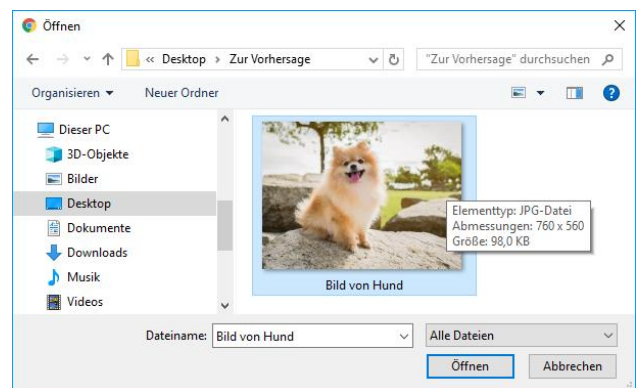 Öffnen
« Desktop › Zur Vorhersage
"Zur Vorhersage" durchsuchen
Organisieren
Neuer Ordner
Dieser PC
3D-Objekte
Bilder
Desktop
Dokumente
Downloads
Musik
Videos
Elementtyp: JPG-Datei
Abmessungen: 760 x 560
Größe: 98,0 KB
Bild von Hund
Dateiname: Bild von Hund
Alle Dateien
Öffnen
Abbrechen